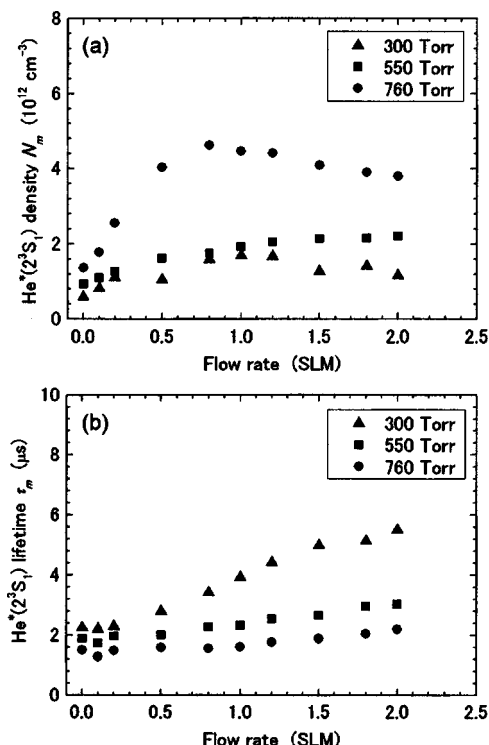 (a)
▲ 300 Torr
■ 550 Torr
● 760 Torr
He*(2³S₁) density Nₘ (10¹² cm⁻³)
8
6
4
2
0
0.0 0.5 1.0 1.5 2.0 2.5
Flow rate (SLM)
(b)
▲ 300 Torr
■ 550 Torr
● 760 Torr
He*(2³S₁) lifetime τₘ (μs)
10
8
6
4
2
0
0.0 0.5 1.0 1.5 2.0 2.5
Flow rate (SLM)